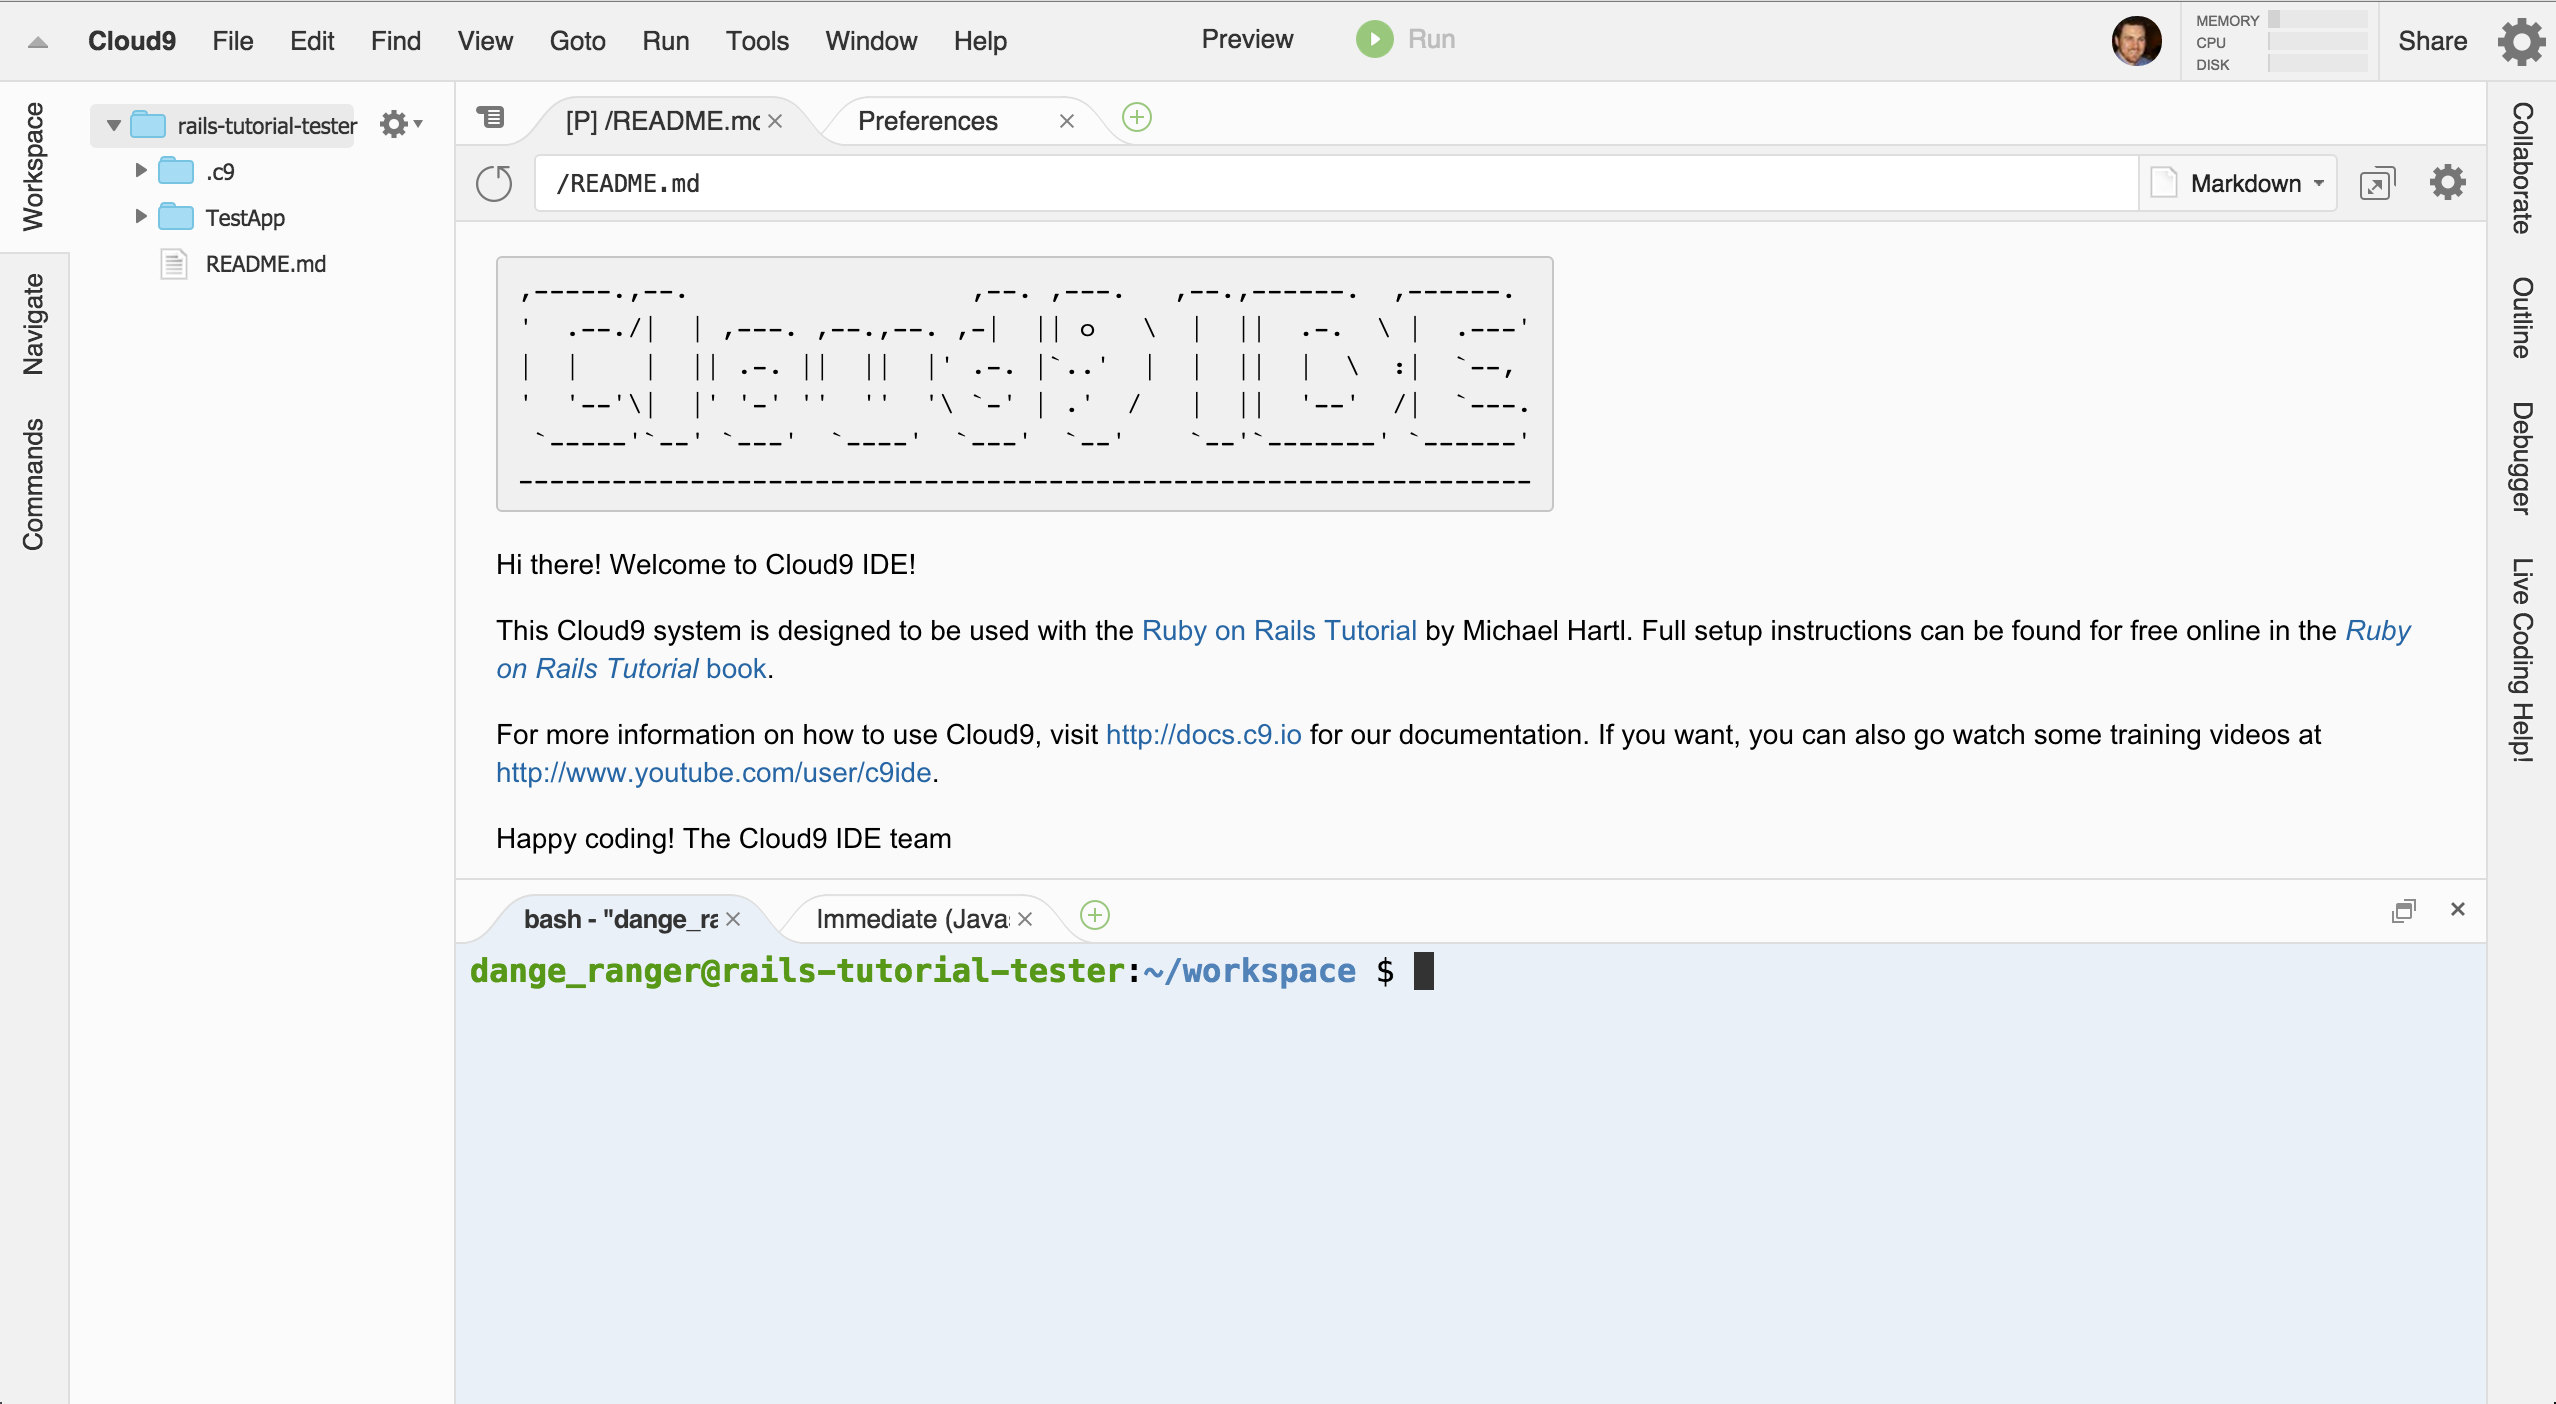 Cloud9 File Edit Find View Goto Run Tools Window Help Preview Run MEMORY CPU DISK Share
Workspace
Navigate
Commands
rails-tutorial-tester
.c9
TestApp
README.md
[P] /README.mc Preferences
/README.md Markdown
,-----.,--.                  ,--. ,---.   ,--.,------.  ,------.
'  .--./|  | ,---. ,--.,--. ,-|  || o   \  |  ||  .-.  \ |  .---'
|  |    |  || .-. ||  ||  |' .-. |`..'  |  |  ||  |  \  :|  `--,
'  '--'\|  |' '-' ''  ''  '\ `-' | .'  /   |  ||  '--'  /|  `---.
 `-----'`--' `---'  `----'  `---'  `--'    `--'`-------' `------'
-----------------------------------------------------------------
Hi there! Welcome to Cloud9 IDE!
This Cloud9 system is designed to be used with the Ruby on Rails Tutorial by Michael Hartl. Full setup instructions can be found for free online in the Ruby
on Rails Tutorial book.
For more information on how to use Cloud9, visit http://docs.c9.io for our documentation. If you want, you can also go watch some training videos at
http://www.youtube.com/user/c9ide.
Happy coding! The Cloud9 IDE team
bash - "dange_ra Immediate (Java
dange_ranger@rails-tutorial-tester:~/workspace $
Collaborate
Outline
Debugger
Live Coding Help!